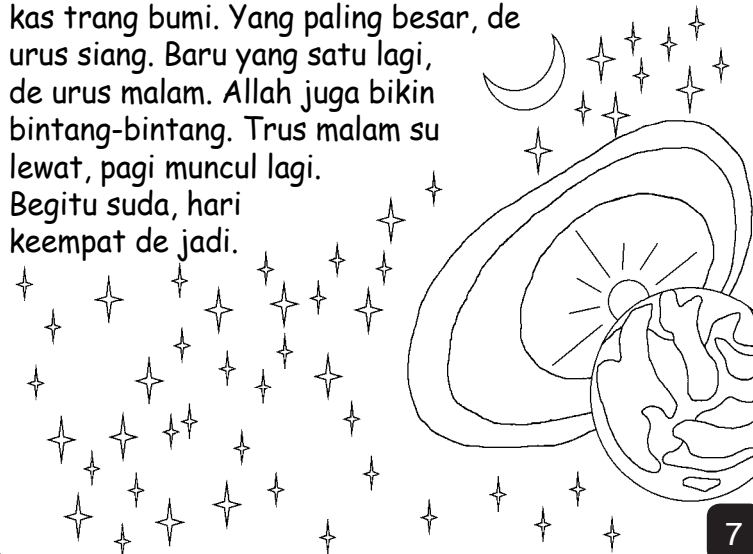 kas trang bumi. Yang paling besar, de
urus siang. Baru yang satu lagi,
de urus malam. Allah juga bikin
bintang-bintang. Trus malam su
lewat, pagi muncul lagi.
Begitu suda, hari
keempat de jadi.
7